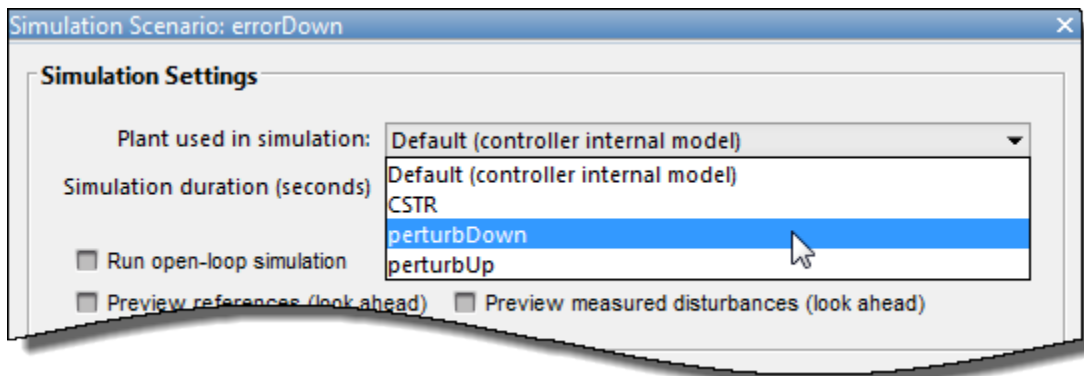 Simulation Scenario: errorDown
Simulation Settings
Plant used in simulation: Default (controller internal model)
Default (controller internal model)
Simulation duration (seconds)
CSTR
perturbDown
Run open-loop simulation perturbUp
Preview references (look ahead) Preview measured disturbances (look ahead)